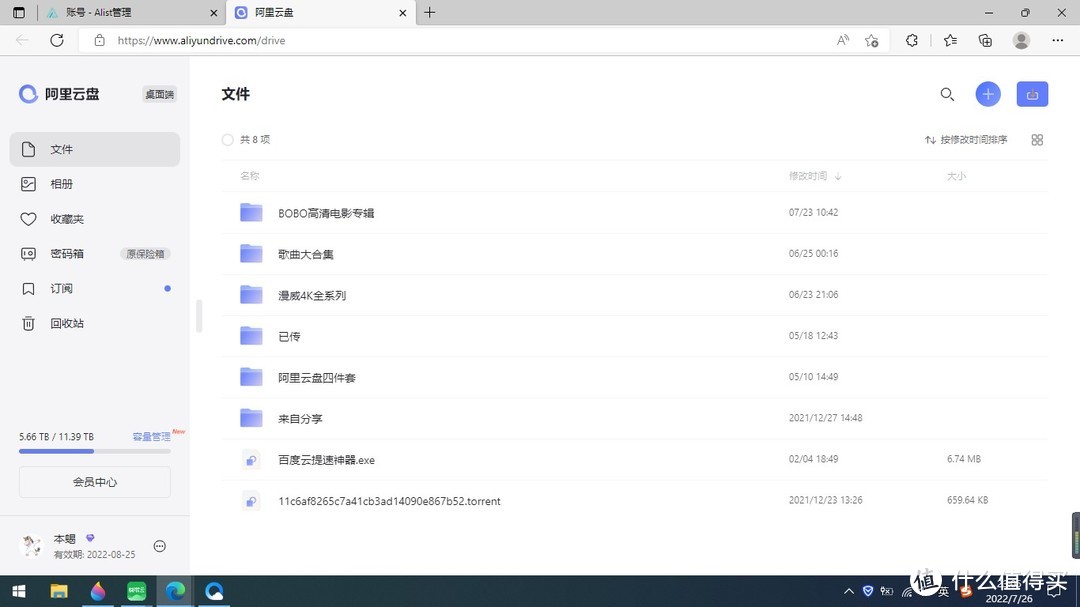 账号 - Alist管理
阿里云盘
https://www.aliyundrive.com/drive
阿里云盘
桌面端
文件
相册
收藏夹
密码箱
原保险箱
订阅
回收站
5.66 TB / 11.39 TB
容量管理
New
会员中心
本蟈
有效期: 2022-08-25
文件
共 8 项
按修改时间排序
名称 修改时间 大小
BOBO高清电影专辑 07/23 10:42
歌曲大合集 06/25 00:16
漫威4K全系列 06/23 21:06
已传 05/18 12:43
阿里云盘四件套 05/10 14:49
来自分享 2021/12/27 14:48
百度云提速神器.exe 02/04 18:49 6.74 MB
11c6af8265c7a41cb3ad14090e867b52.torrent 2021/12/23 13:26 659.64 KB
英
2022/7/26
值 什么值得买